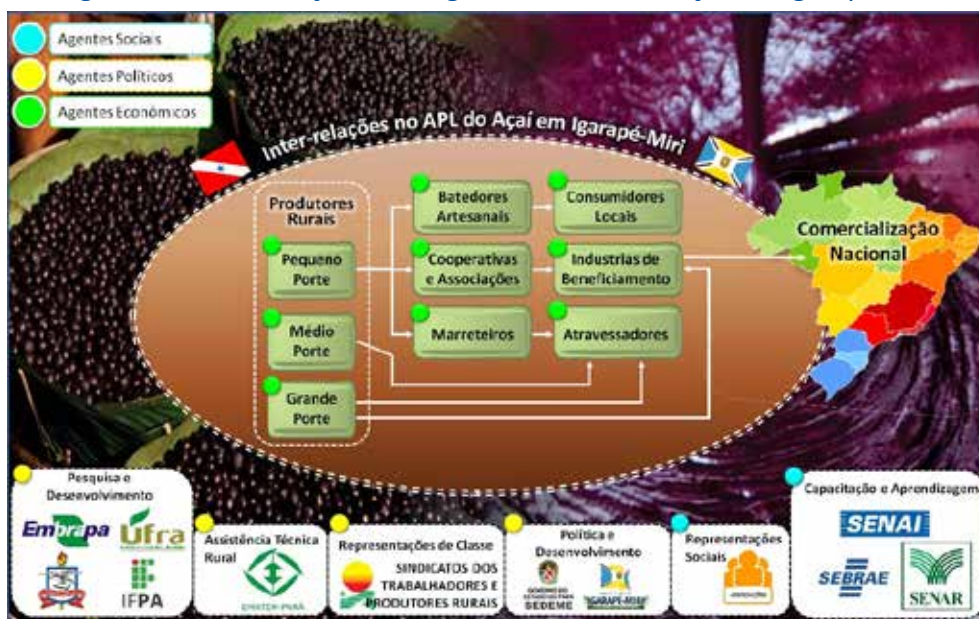 Agentes Sociais
Agentes Políticos
Agentes Econômicos
Inter-relações no APL do Açaí em Igarapé-Miri
Produtores
Rurais
Pequeno
Porte
Médio
Porte
Grande
Porte
Batedores
Artesanais
Consumidores
Locais
Cooperativas
e Associações
Industrias de
Beneficiamento
Marreteiros
Atravessadores
Comercialização
Nacional
Pesquisa e
Desenvolvimento
Embrapa
Ufra
IFPA
Assistência Técnica
Rural
EMATER-PARÁ
Representações de Classe
SINDICATOS DOS
TRABALHADORES E
PRODUTORES RURAIS
Política e
Desenvolvimento
SEDEME
IGARAPÉ-MIRI
Representações
Sociais
Capacitação e Aprendizagem
SENAI
SEBRAE
SENAR